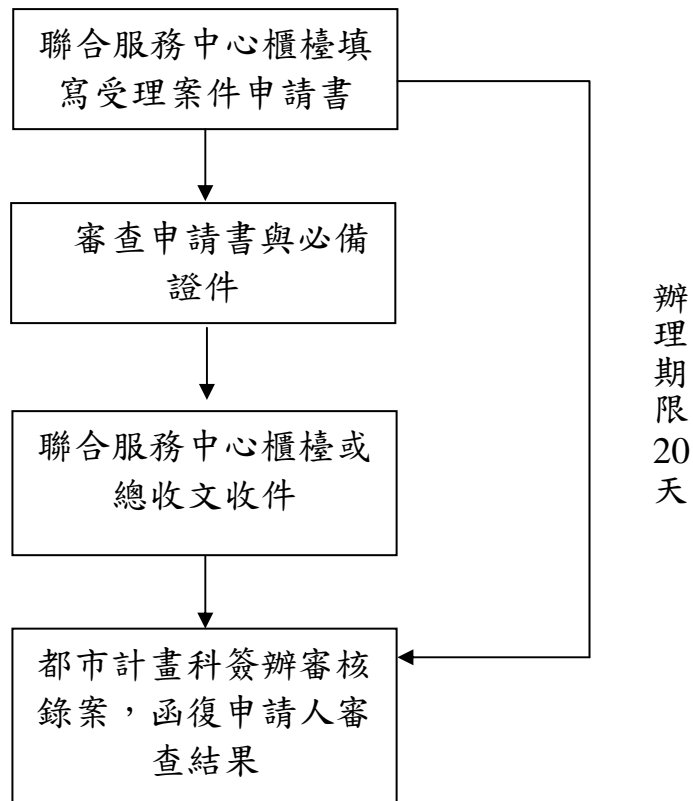 聯合服務中心櫃檯填
寫受理案件申請書
審查申請書與必備
證件
聯合服務中心櫃檯或
總收文收件
都市計畫科簽辦審核
錄案，函復申請人審
查結果
辦
理
期
限
20
天